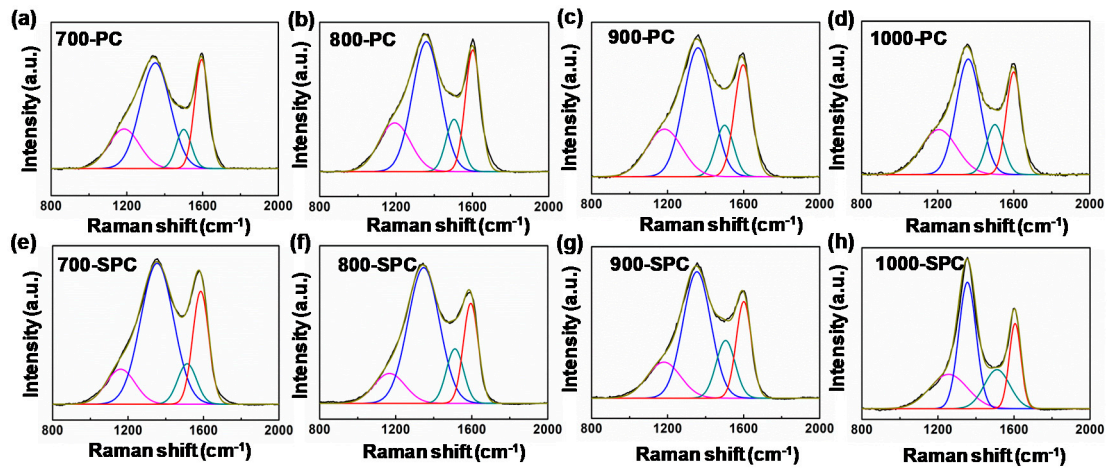 (a) 700-PC
Intensity (a.u.)
800 1200 1600 2000
Raman shift (cm⁻¹)
(b) 800-PC
Intensity (a.u.)
800 1200 1600 2000
Raman shift (cm⁻¹)
(c) 900-PC
Intensity (a.u.)
800 1200 1600 2000
Raman shift (cm⁻¹)
(d) 1000-PC
Intensity (a.u.)
800 1200 1600 2000
Raman shift (cm⁻¹)
(e) 700-SPC
Intensity (a.u.)
800 1200 1600 2000
Raman shift (cm⁻¹)
(f) 800-SPC
Intensity (a.u.)
800 1200 1600 2000
Raman shift (cm⁻¹)
(g) 900-SPC
Intensity (a.u.)
800 1200 1600 2000
Raman shift (cm⁻¹)
(h) 1000-SPC
Intensity (a.u.)
800 1200 1600 2000
Raman shift (cm⁻¹)